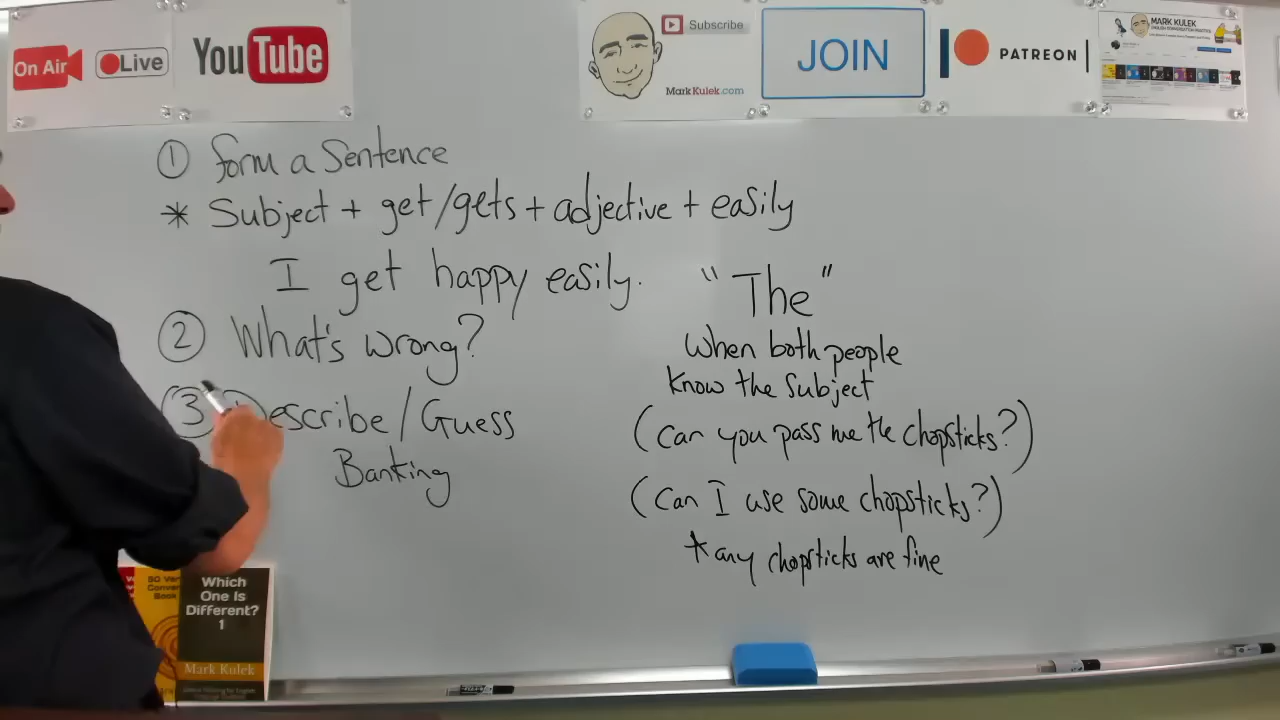 On Air
Live
YouTube
Subscribe
MarkKulek.com
JOIN
PATREON
MARK KULEK
① form a Sentence
* Subject + get/gets + adjective + easily
I get happy easily.
② What's wrong?
③ Describe/Guess
Banking
"The"
When both people
Know the Subject
(Can you pass me the chopsticks?)
(Can I use some chopsticks?)
*any chopsticks are fine
Book
Which
One Is
Different?
1
Mark Kulek